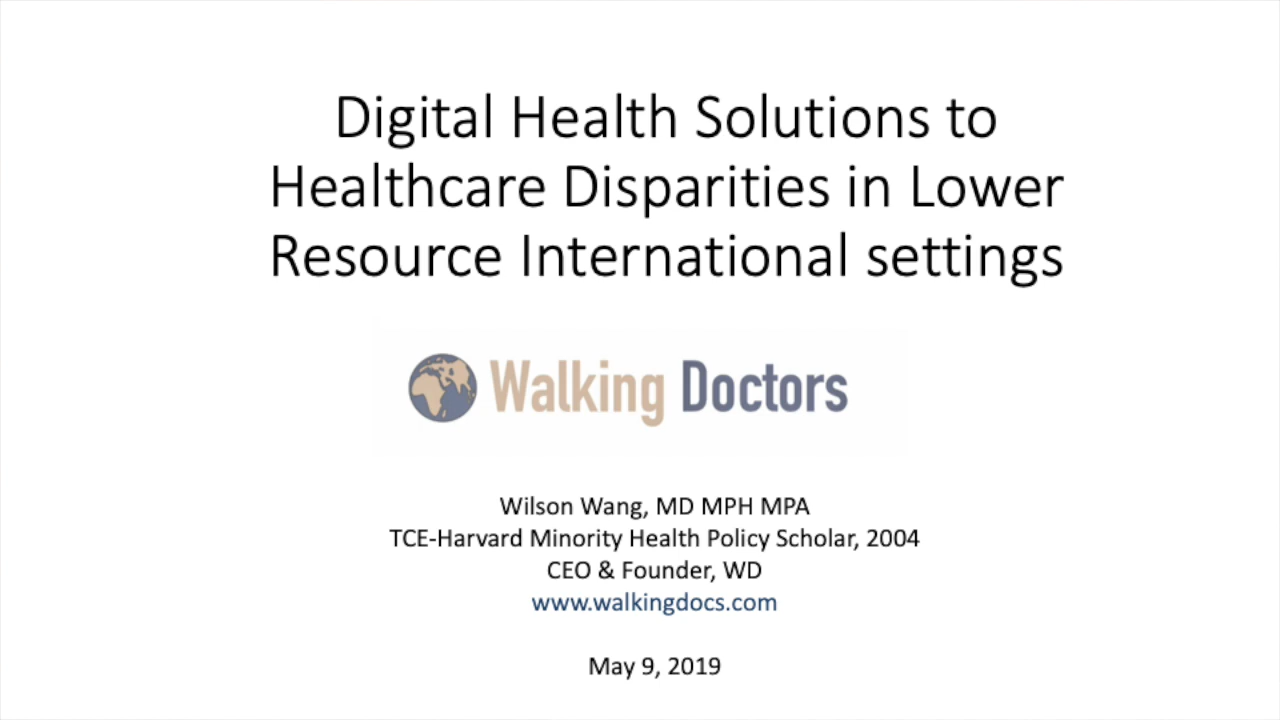 Digital Health Solutions to
Healthcare Disparities in Lower
Resource International settings
Walking Doctors
Wilson Wang, MD MPH MPA
TCE-Harvard Minority Health Policy Scholar, 2004
CEO & Founder, WD
www.walkingdocs.com
May 9, 2019